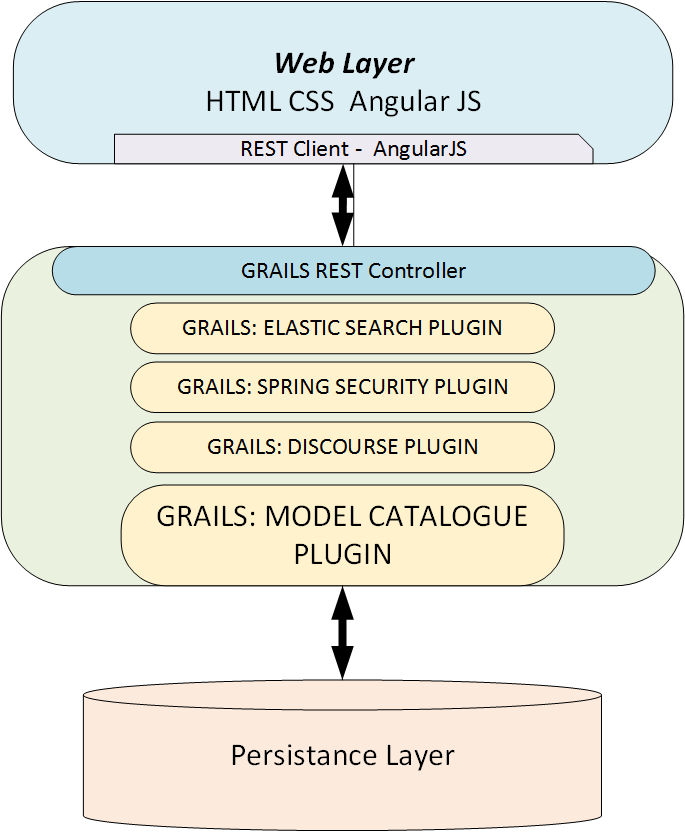 Web Layer
HTML CSS  Angular JS
REST Client -  AngularJS
GRAILS REST Controller
GRAILS: ELASTIC SEARCH PLUGIN
GRAILS: SPRING SECURITY PLUGIN
GRAILS: DISCOURSE PLUGIN
GRAILS: MODEL CATALOGUE
PLUGIN
Persistance Layer